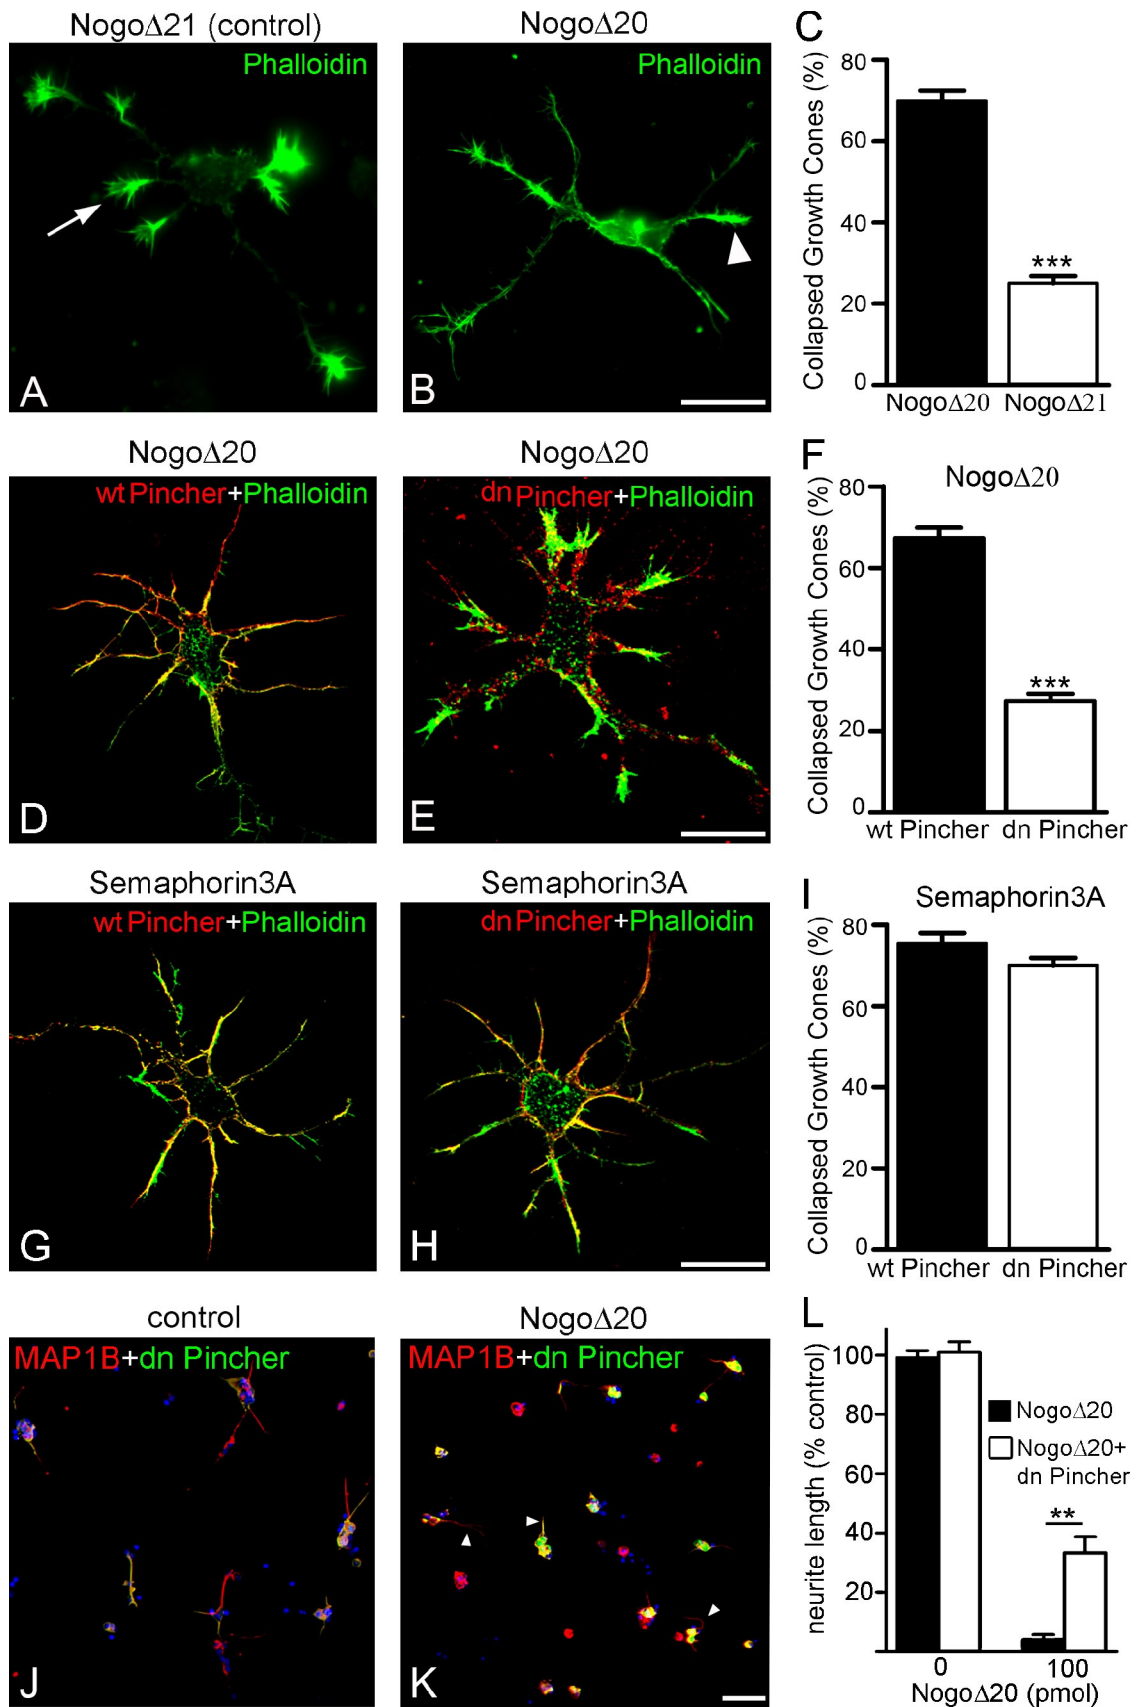 NogoΔ21 (control)
Phalloidin
A
NogoΔ20
Phalloidin
B
C
Collapsed Growth Cones (%)
80
60
40
20
0
***
NogoΔ20 NogoΔ21
NogoΔ20
wt Pincher+Phalloidin
D
NogoΔ20
dn Pincher+Phalloidin
E
F
NogoΔ20
Collapsed Growth Cones (%)
80
60
40
20
0
***
wt Pincher dn Pincher
Semaphorin3A
wt Pincher+Phalloidin
G
Semaphorin3A
dn Pincher+Phalloidin
H
I
Semaphorin3A
Collapsed Growth Cones (%)
80
60
40
20
0
wt Pincher dn Pincher
control
MAP1B+dn Pincher
J
NogoΔ20
MAP1B+dn Pincher
K
L
neurite length (% control)
100
80
60
40
20
NogoΔ20
NogoΔ20+
dn Pincher
**
0 100
NogoΔ20 (pmol)